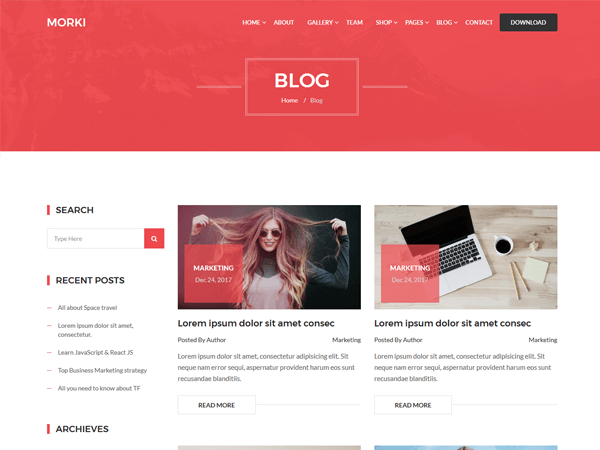 MORKI
HOME ABOUT GALLERY TEAM SHOP PAGES BLOG CONTACT DOWNLOAD
BLOG
Home / Blog
SEARCH
Type Here
RECENT POSTS
All about Space travel
Lorem ipsum dolor sit amet,
consectetur.
Learn JavaScript & React JS
Top Business Marketing strategy
All you need to know about TF
ARCHIEVES
MARKETING
Dec 24, 2017
Lorem ipsum dolor sit amet consec
Posted By Author Marketing
Lorem ipsum dolor sit amet, consectetur adipisicing elit. Sit
neque nam error sequi, aspernatur provident harum eos sunt
recusandae blanditiis.
READ MORE
MARKETING
Dec 24, 2017
Lorem ipsum dolor sit amet consec
Posted By Author Marketing
Lorem ipsum dolor sit amet, consectetur adipisicing elit. Sit
neque nam error sequi, aspernatur provident harum eos sunt
recusandae blanditiis.
READ MORE